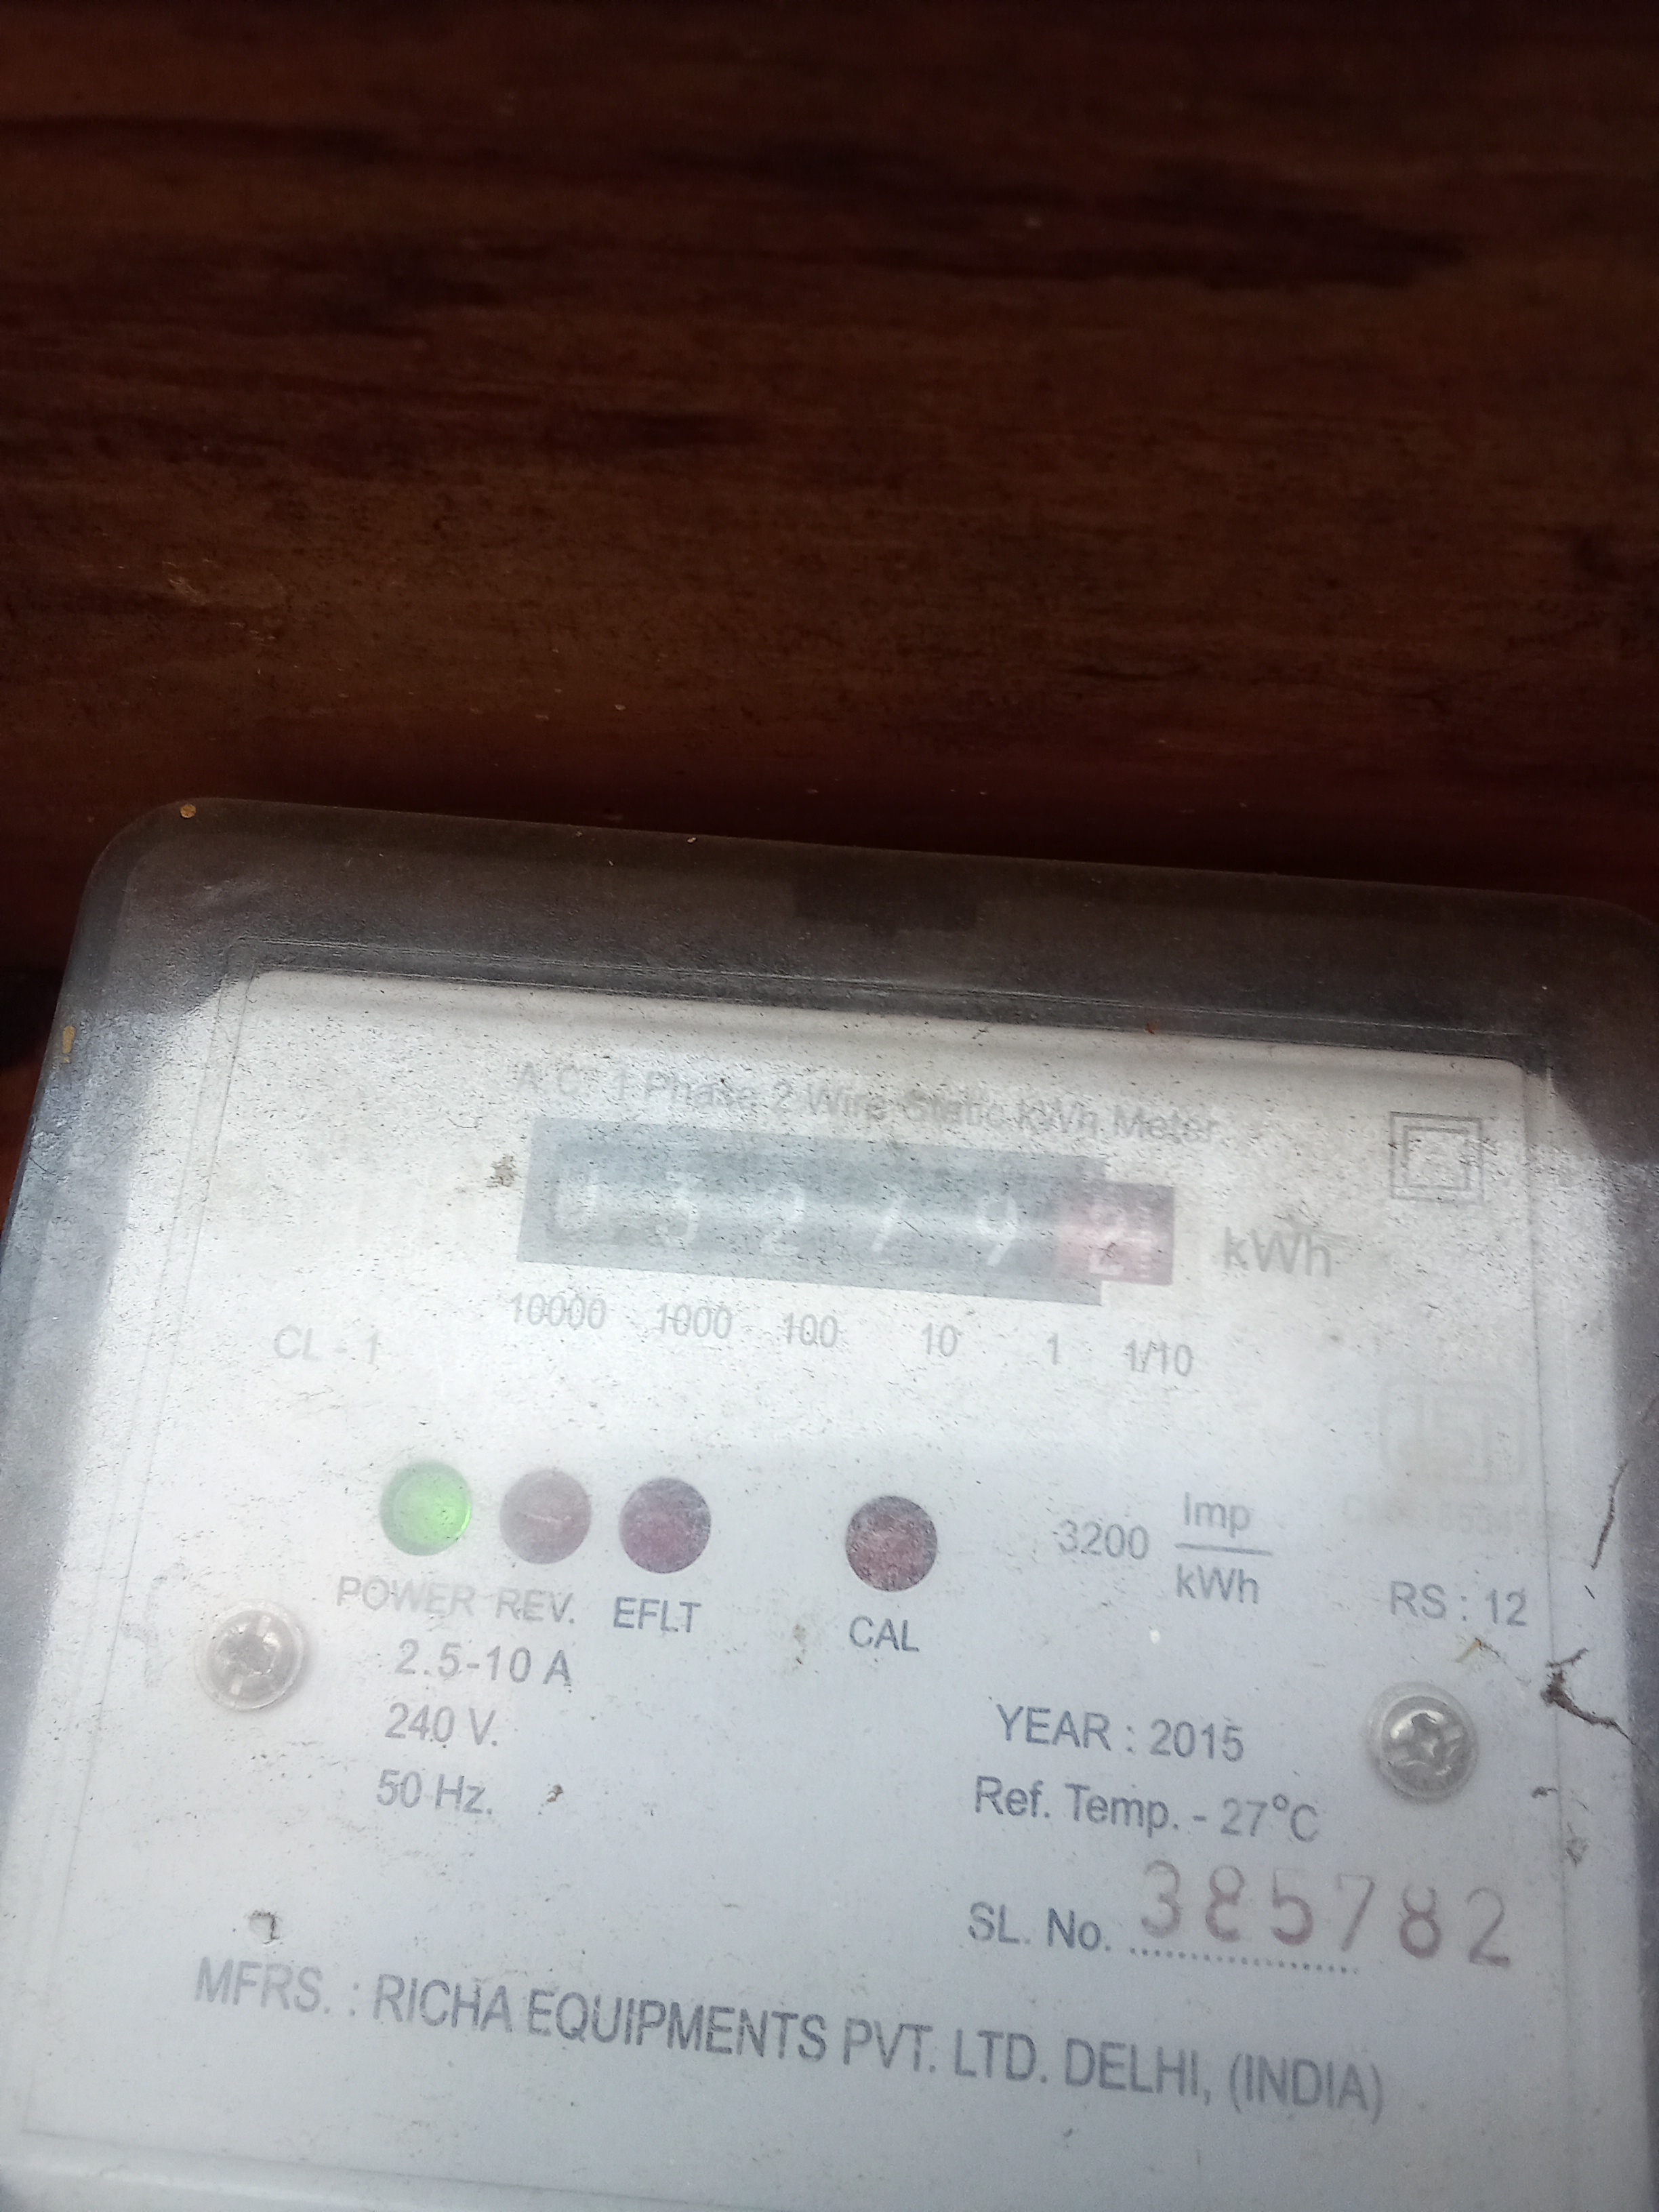 A.C. 1 Phase 2 Wire Static kWh Meter
0 3 2 7 9 2 kWh
10000 1000 100 10 1 1/10
CL - 1
3200 Imp
kWh
POWER REV. EFLT CAL RS : 12
2.5-10 A
240 V. YEAR : 2015
50 Hz. Ref. Temp. - 27°C
SL. No. 385782
MFRS. : RICHA EQUIPMENTS PVT. LTD. DELHI, (INDIA)